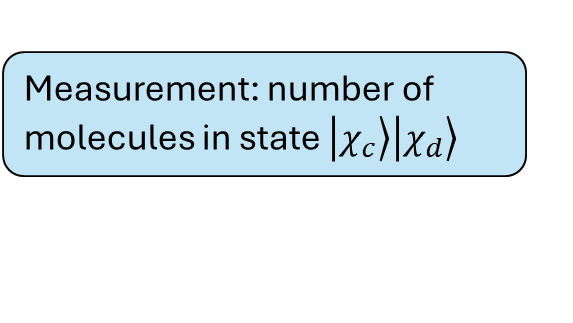 Measurement: number of
molecules in state |χ_c⟩|χ_d⟩